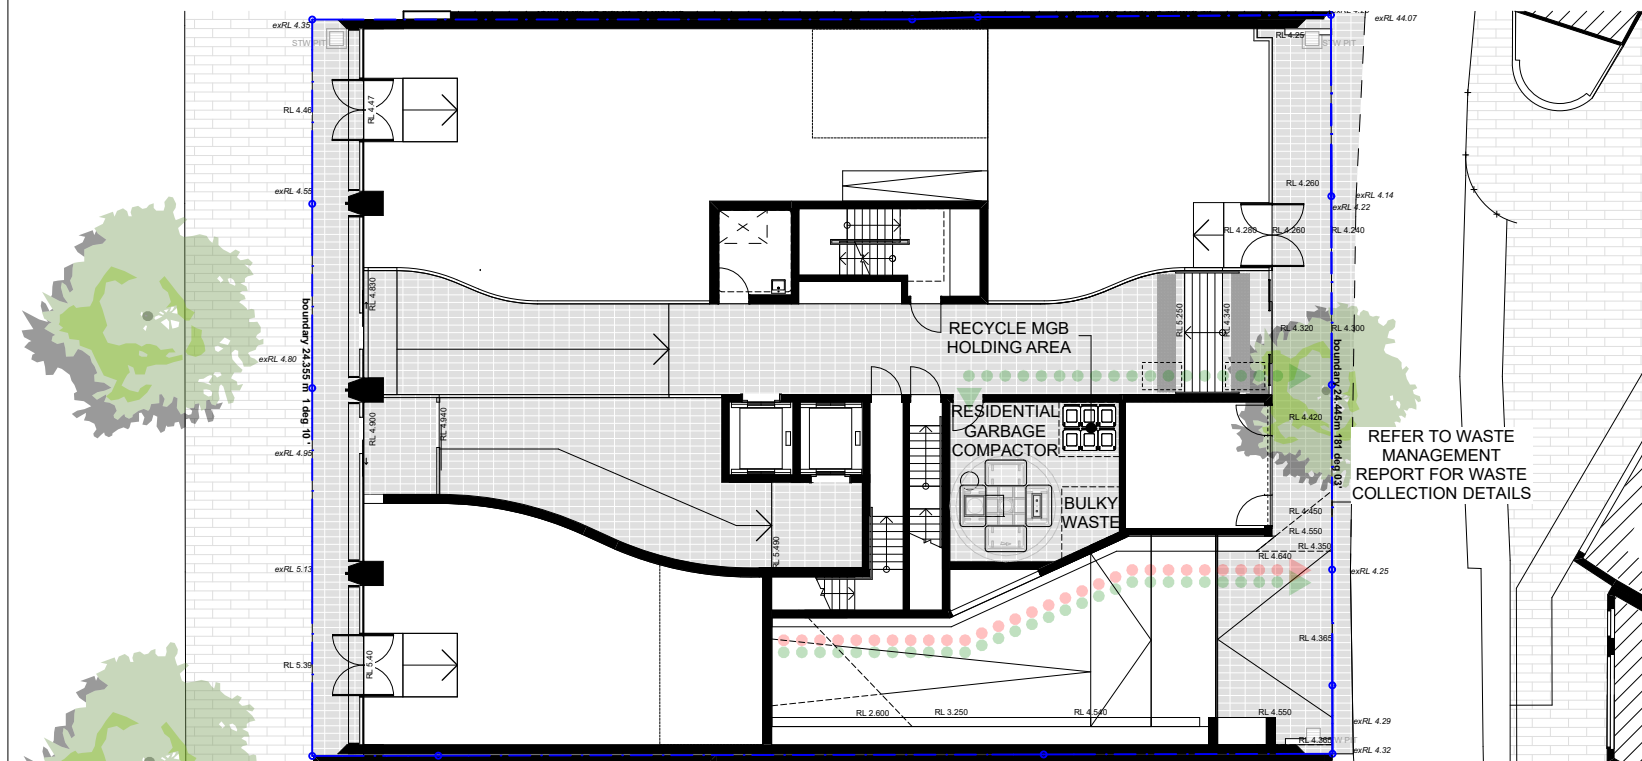 exRL 4.35
exRL 44.07
STW PIT
RL 4.25
STW PIT
RL 4.46
RL 4.47
exRL 4.55
RL 4.260
exRL 4.14
exRL 4.22
RL 4.280
RL 4.260
RL 4.240
RL 4.830
boundary 24.355 m 1 deg 10 '
RL 5.250
RL 4.340
RL 4.320
RL 4.300
RECYCLE MGB
HOLDING AREA
exRL 4.80
boundary 24.445m 181 deg 03'
RESIDENTIAL
GARBAGE
COMPACTOR
RL 4.900
RL 4.940
RL 4.420
REFER TO WASTE
MANAGEMENT
REPORT FOR WASTE
COLLECTION DETAILS
exRL 4.95
BULKY
WASTE
RL 4.450
RL 4.550
RL 4.350
RL 4.640
RL 5.490
exRL 5.13
exRL 4.25
RL 4.365
RL 5.39
RL 5.40
RL 2.600
RL 3.250
RL 4.540
RL 4.550
exRL 4.29
RL 4.385
exRL 4.32